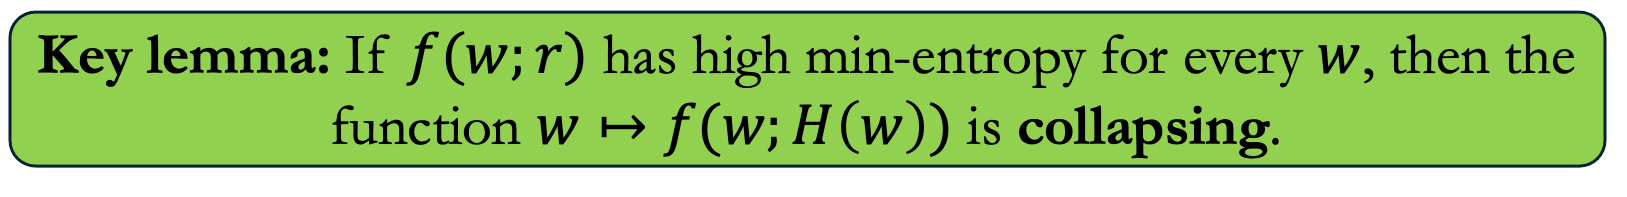 Key lemma: If f(w; r) has high min-entropy for every w, then the
function w ↦ f(w; H(w)) is collapsing.